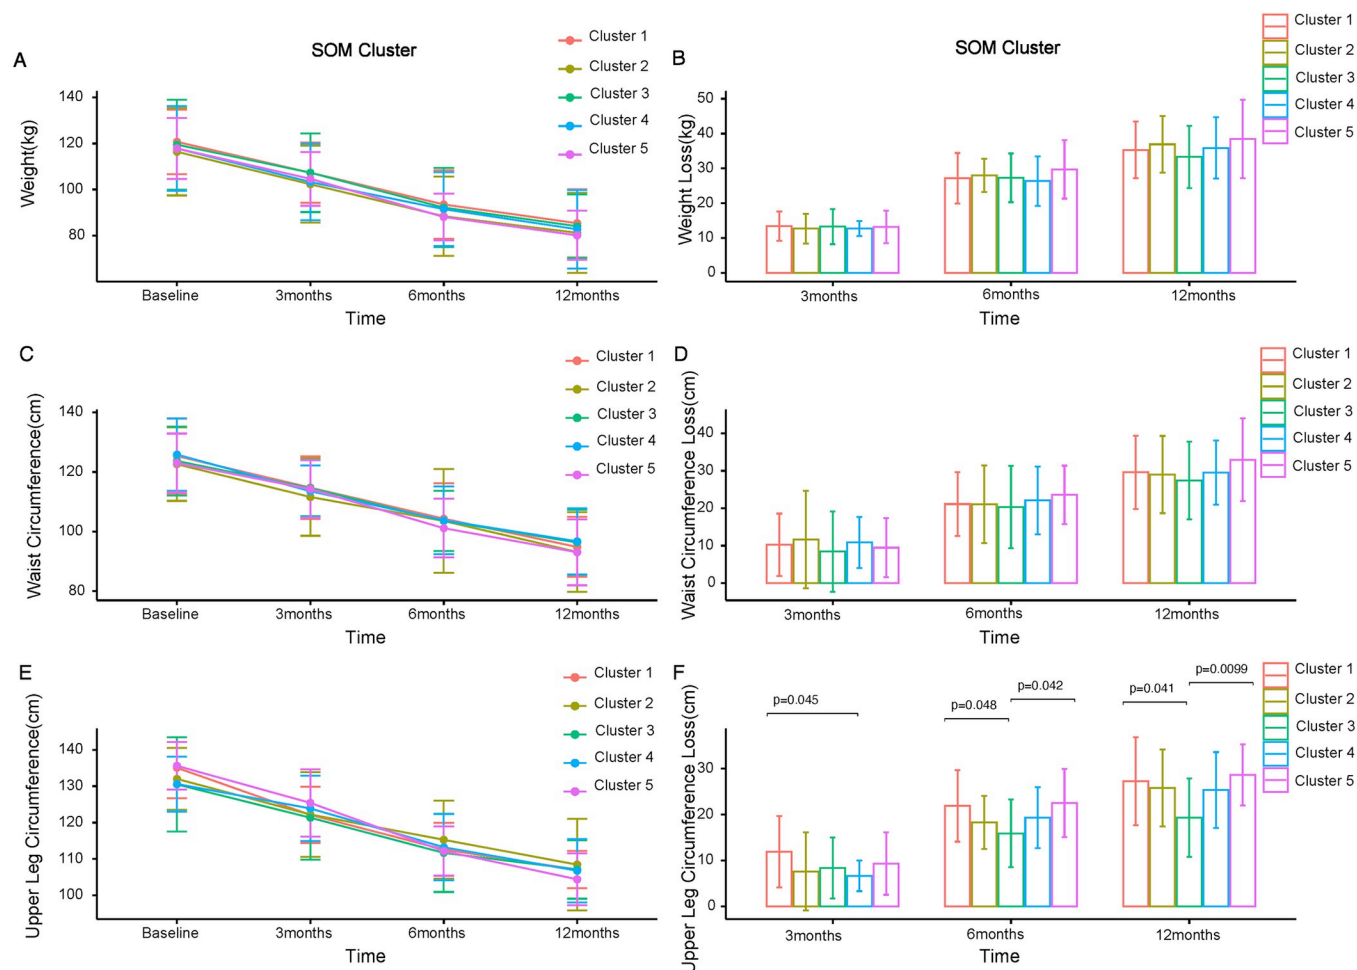 A
SOM Cluster
Cluster 1
Cluster 2
Cluster 3
Cluster 4
Cluster 5
Weight(kg)
140
120
100
80
Baseline
3months
6months
12months
Time
B
SOM Cluster
Cluster 1
Cluster 2
Cluster 3
Cluster 4
Cluster 5
Weight Loss(kg)
50
40
30
20
10
0
3months
6months
12months
Time
C
Cluster 1
Cluster 2
Cluster 3
Cluster 4
Cluster 5
Waist Circumference(cm)
140
120
100
80
Baseline
3months
6months
12months
Time
D
Cluster 1
Cluster 2
Cluster 3
Cluster 4
Cluster 5
Waist Circumference Loss(cm)
40
30
20
10
0
3months
6months
12months
Time
E
Cluster 1
Cluster 2
Cluster 3
Cluster 4
Cluster 5
Upper Leg Circumference(cm)
140
130
120
110
100
Baseline
3months
6months
12months
Time
F
Cluster 1
Cluster 2
Cluster 3
Cluster 4
Cluster 5
p=0.045
p=0.048
p=0.042
p=0.041
p=0.0099
Upper Leg Circumference Loss(cm)
30
20
10
0
3months
6months
12months
Time